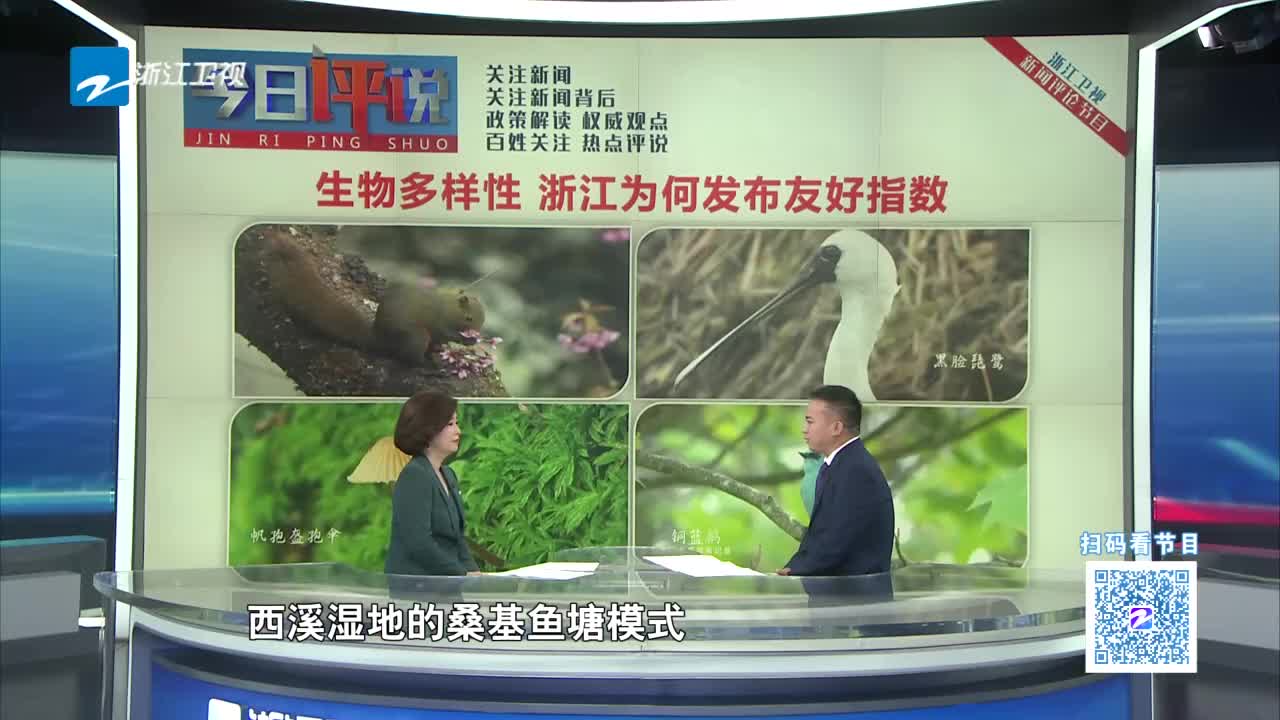 浙江卫视
今日评说
JIN RI PING SHUO
关注新闻
关注新闻背后
政策解读 权威观点
百姓关注 热点评说
浙江卫视
新闻评论节目
生物多样性 浙江为何发布友好指数
黑脸琵鹭
帆孢盔孢伞
铜蓝鹟
扫码看节目
西溪湿地的桑基鱼塘模式